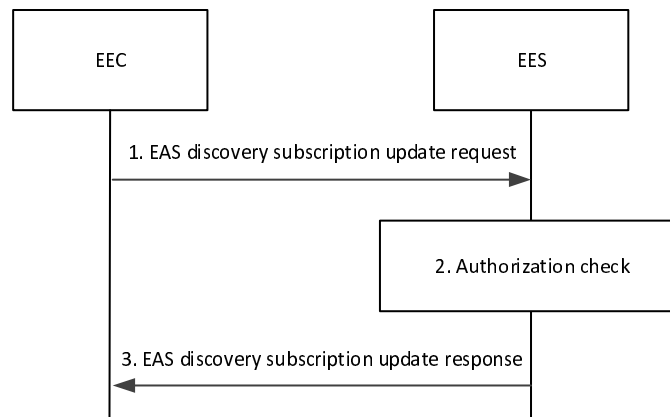 EEC
EES
1. EAS discovery subscription update request
2. Authorization check
3. EAS discovery subscription update response